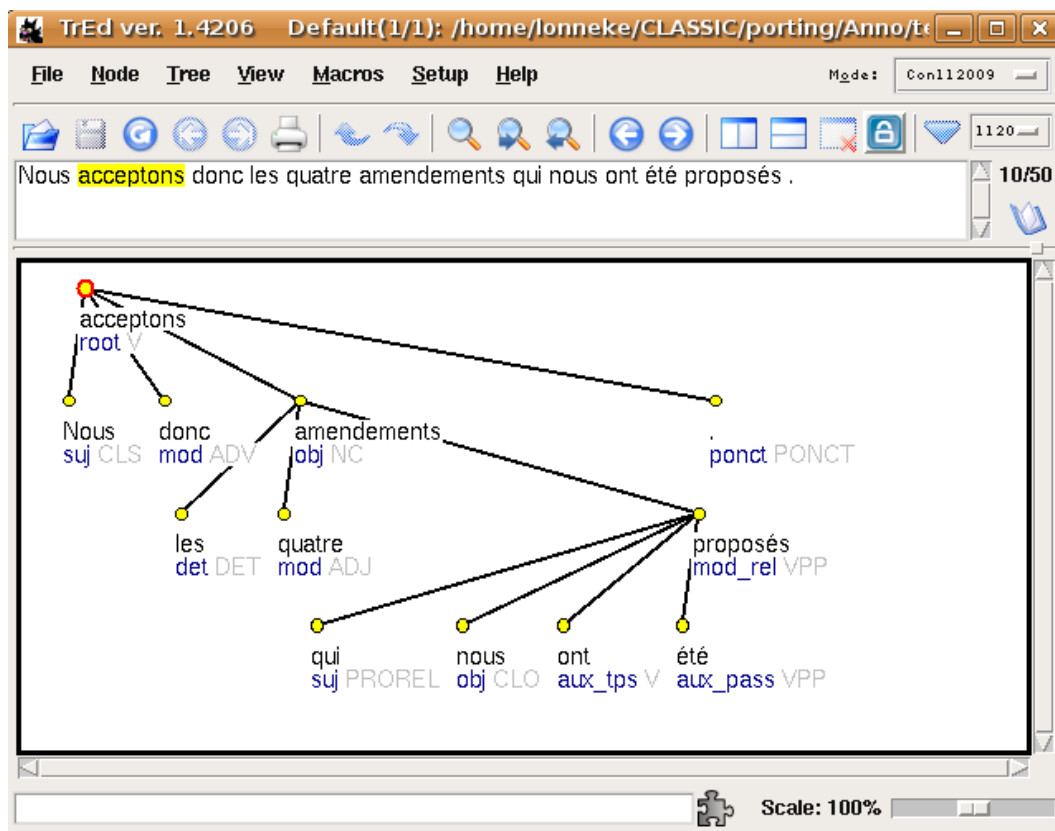 TrEd ver. 1.4206 Default(1/1): /home/lonneke/CLASSIC/porting/Anno/te
File Node Tree View Macros Setup Help Mode: Conll2009
1120
Nous acceptons donc les quatre amendements qui nous ont été proposés .
10/50
acceptons
root V
Nous donc amendements .
suj CLS mod ADV obj NC ponct PONCT
les quatre proposés
det DET mod ADJ mod_rel VPP
qui nous ont été
suj PROREL obj CLO aux_tps V aux_pass VPP
Scale: 100%